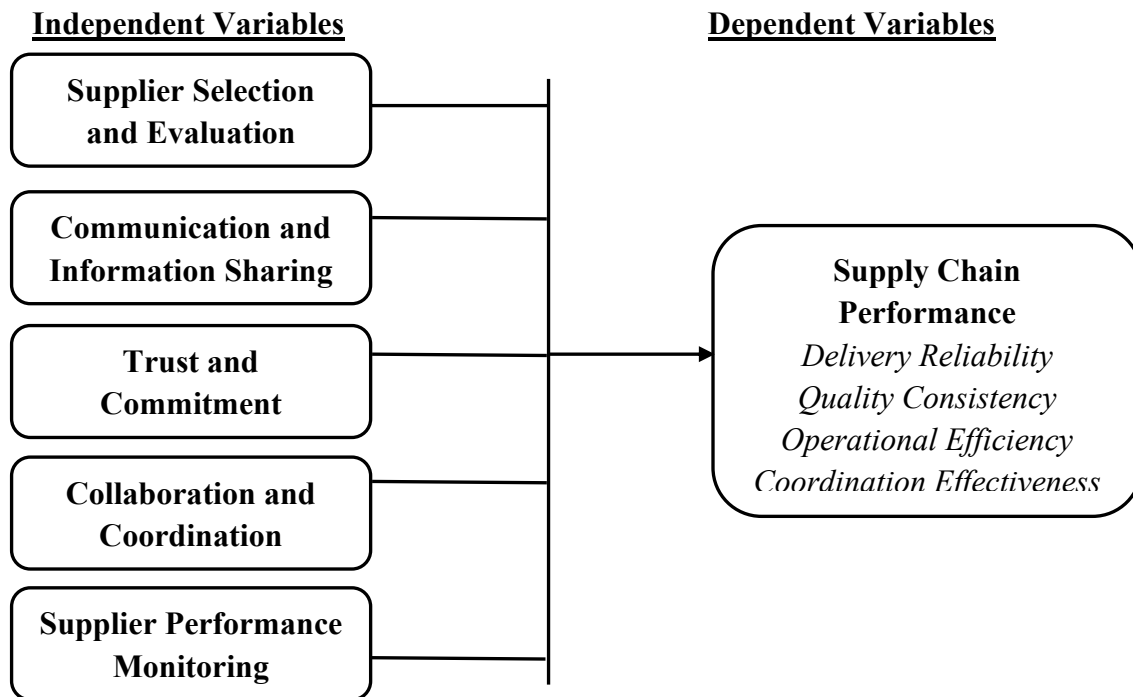 Independent Variables
Supplier Selection
and Evaluation
Communication and
Information Sharing
Trust and
Commitment
Collaboration and
Coordination
Supplier Performance
Monitoring
Dependent Variables
Supply Chain
Performance
Delivery Reliability
Quality Consistency
Operational Efficiency
Coordination Effectiveness